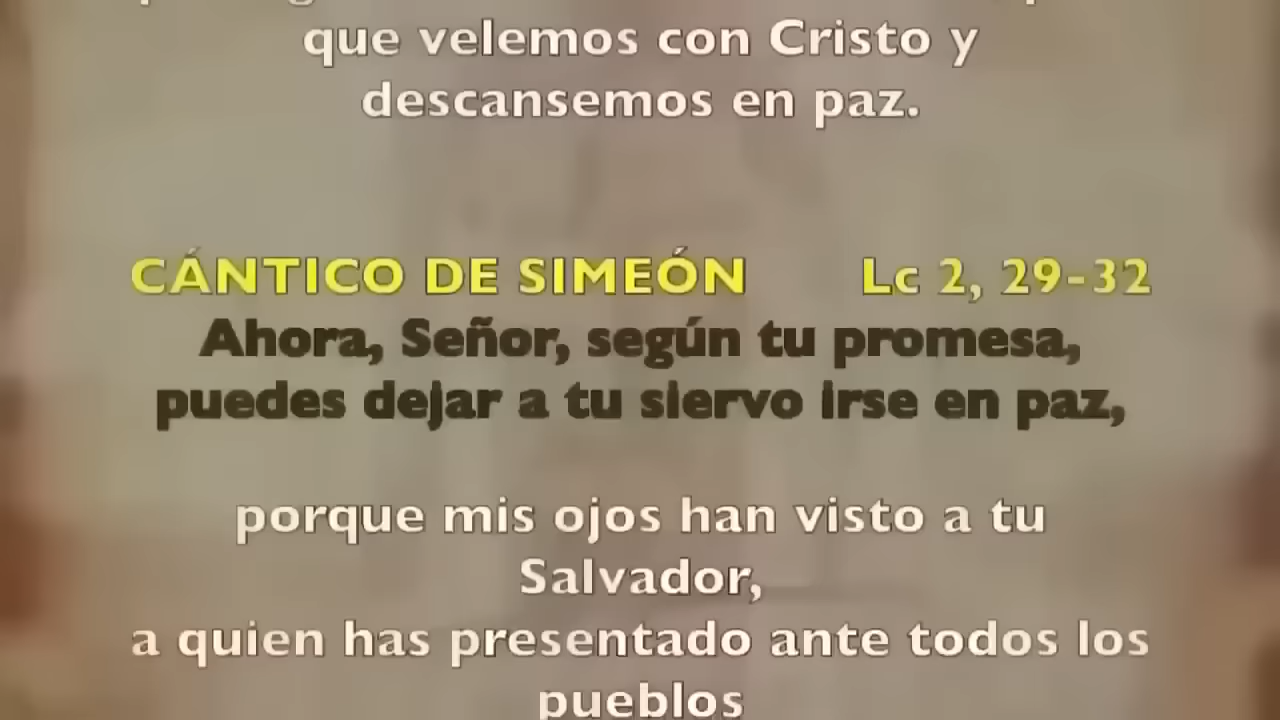 que velemos con Cristo y
descansemos en paz.
CÁNTICO DE SIMEÓN Lc 2, 29-32
Ahora, Señor, según tu promesa,
puedes dejar a tu siervo irse en paz,
porque mis ojos han visto a tu
Salvador,
a quien has presentado ante todos los
pueblos